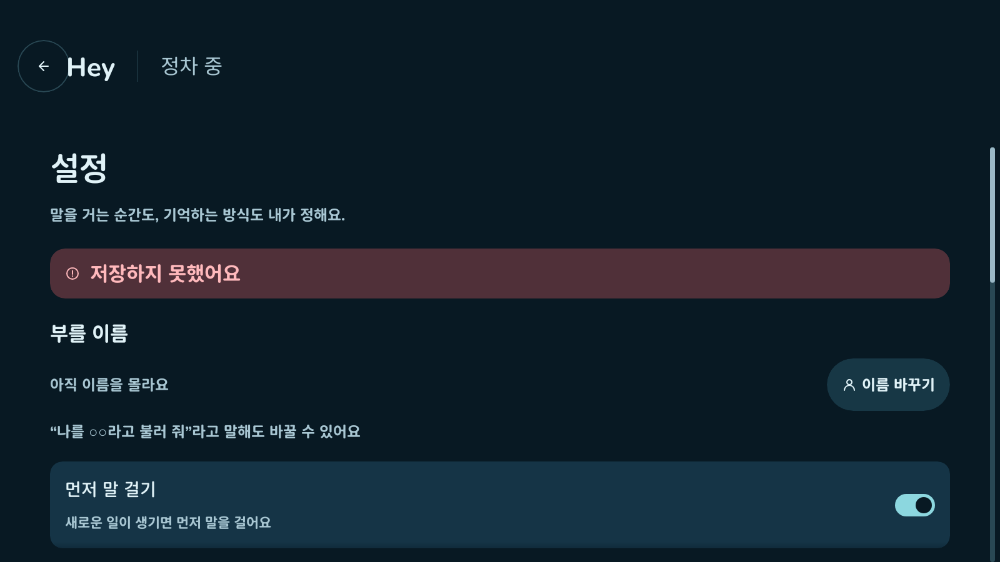 Hey
정차 중
설정
말을 거는 순간도, 기억하는 방식도 내가 정해요.
저장하지 못했어요
부를 이름
아직 이름을 몰라요
이름 바꾸기
“나를 ○○라고 불러 줘”라고 말해도 바꿀 수 있어요
먼저 말 걸기
새로운 일이 생기면 먼저 말을 걸어요